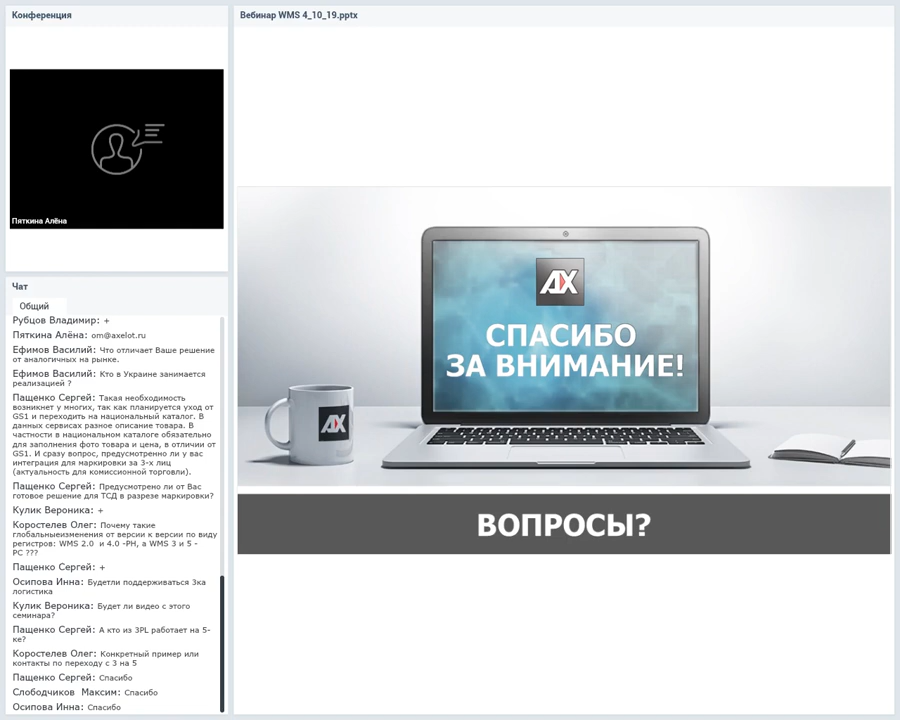 Конференция
Пяткина Алёна
Чат
Общий
Рубцов Владимир: +
Пяткина Алёна: om@axelot.ru
Ефимов Василий: Что отличает Ваше решение
от аналогичных на рынке.
Ефимов Василий: Кто в Украине занимается
реализацией ?
Пащенко Сергей: Такая необходимость
возникнет у многих, так как планируется уход от
GS1 и переходить на национальный каталог. В
данных сервисах разное описание товара. В
частности в национальном каталоге обязательно
для заполнения фото товара и цена, в отличии от
GS1. И сразу вопрос, предусмотренно ли у вас
интеграция для маркировки за 3-х лиц
(актуальность для комиссионной торговли).
Пащенко Сергей: Предусмотрено ли от Вас
готовое решение для ТСД в разрезе маркировки?
Кулик Вероника: +
Коростелев Олег: Почему такие
глобальныеизменения от версии к версии по виду
регистров: WMS 2.0 и 4.0 -РН, а WMS 3 и 5 -
РС ???
Пащенко Сергей: +
Осипова Инна: Будетли поддерживаться 3ка
логистика
Кулик Вероника: Будет ли видео с этого
семинара?
Пащенко Сергей: А кто из 3PL работает на 5-
ке?
Коростелев Олег: Конкретный пример или
контакты по переходу с 3 на 5
Пащенко Сергей: Спасибо
Слободчиков Максим: Спасибо
Осипова Инна: Спасибо
Вебинар WMS 4_10_19.pptx
AX
СПАСИБО
ЗА ВНИМАНИЕ!
AX
ВОПРОСЫ?